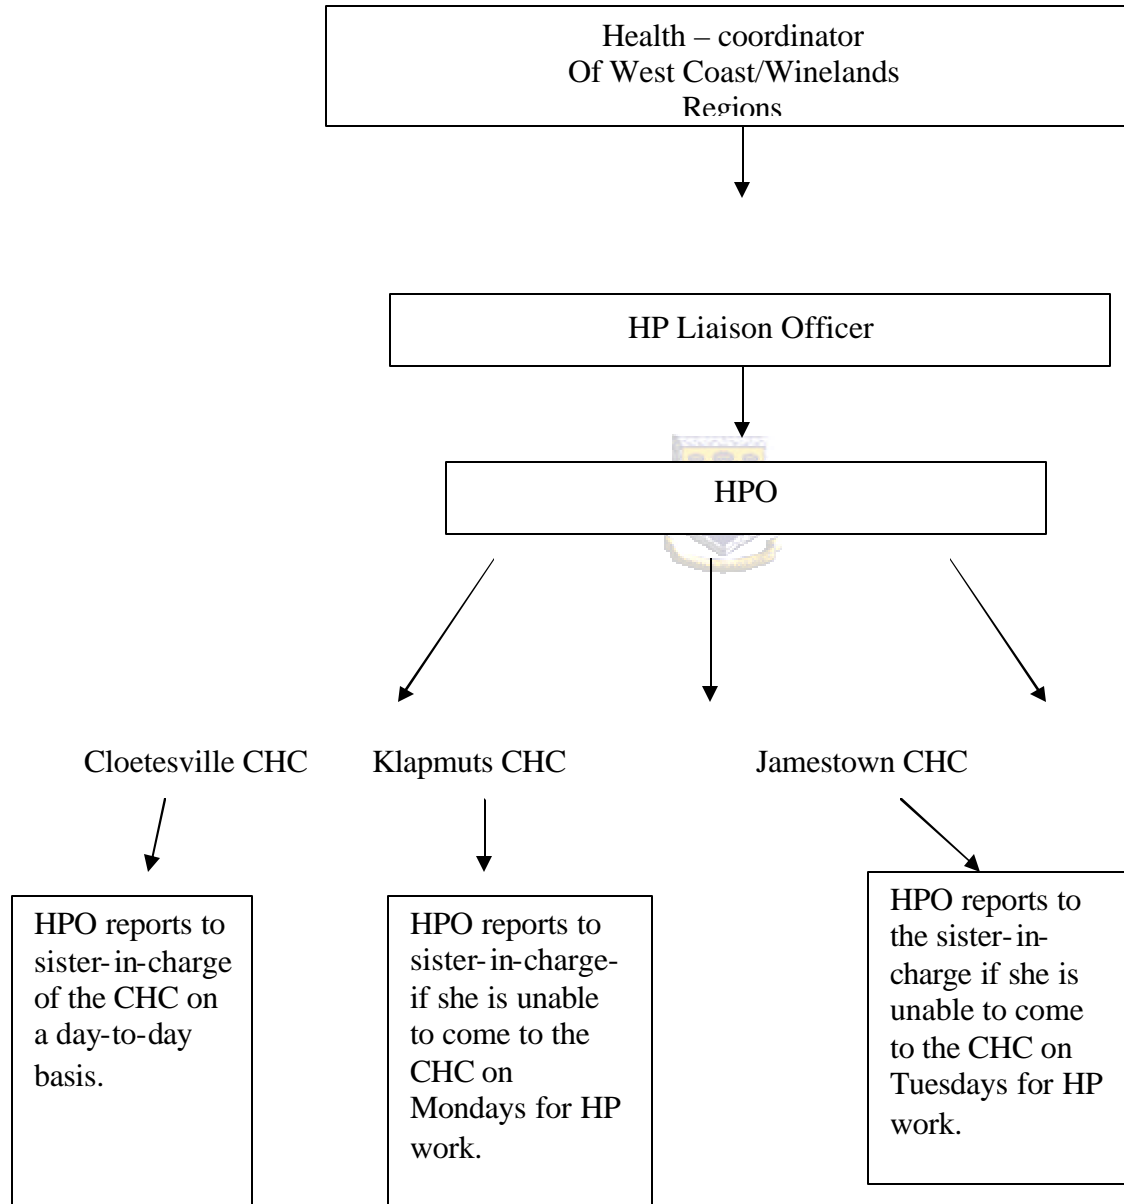 Health – coordinator
Of West Coast/Winelands
Regions
HP Liaison Officer
HPO
Cloetesville CHC
Klapmuts CHC
Jamestown CHC
HPO reports to
sister-in-charge
of the CHC on
a day-to-day
basis.
HPO reports to
sister-in-charge-
if she is unable
to come to the
CHC on
Mondays for HP
work.
HPO reports to
the sister-in-
charge if she is
unable to come
to the CHC on
Tuesdays for HP
work.